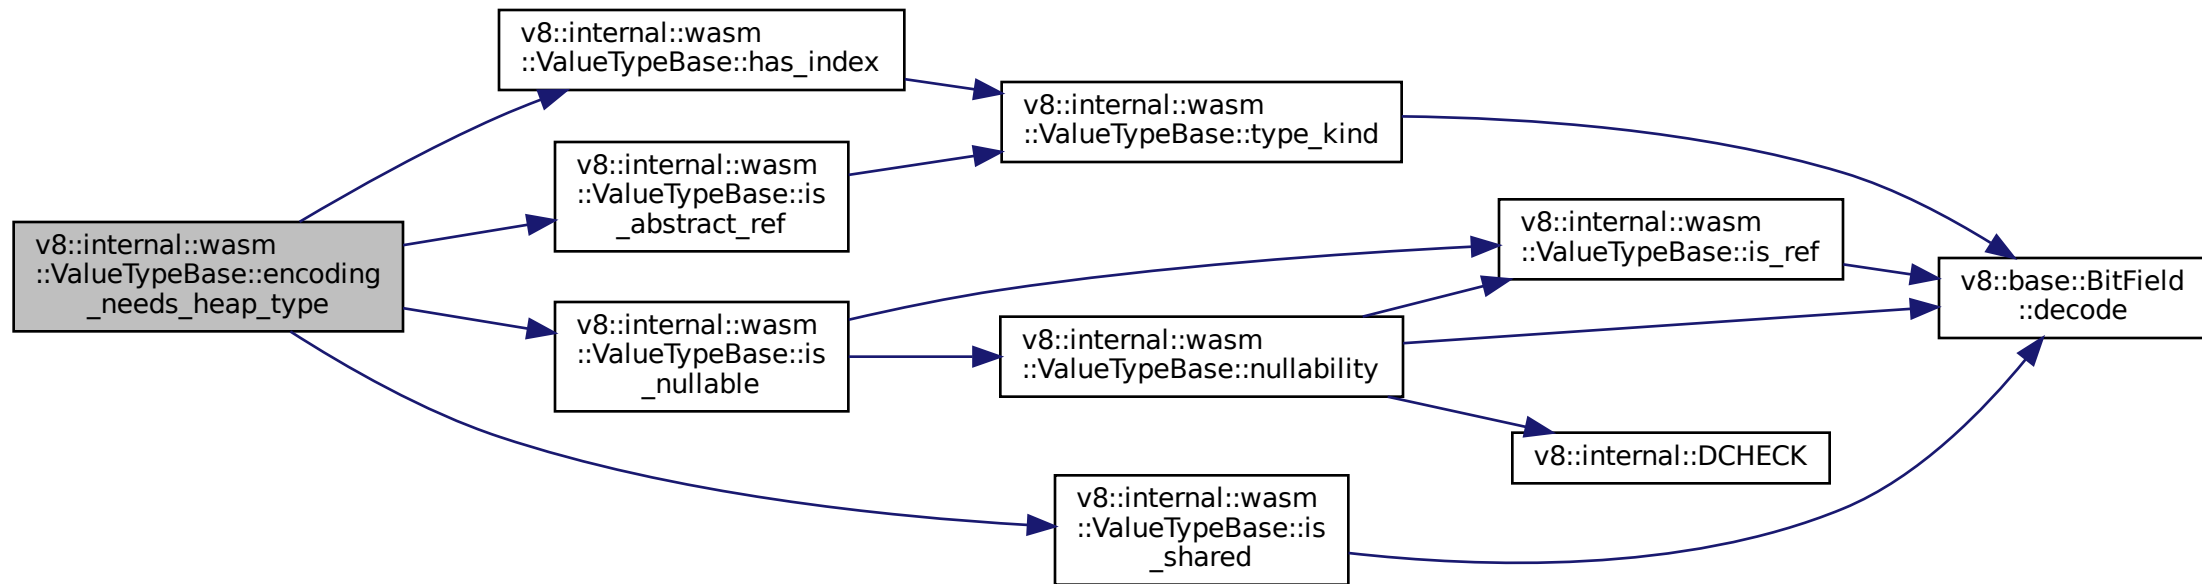 v8::internal::wasm
::ValueTypeBase::encoding
_needs_heap_type
v8::internal::wasm
::ValueTypeBase::has_index
v8::internal::wasm
::ValueTypeBase::is
_abstract_ref
v8::internal::wasm
::ValueTypeBase::is
_nullable
v8::internal::wasm
::ValueTypeBase::is
_shared
v8::internal::wasm
::ValueTypeBase::type_kind
v8::internal::wasm
::ValueTypeBase::nullability
v8::internal::wasm
::ValueTypeBase::is_ref
v8::internal::DCHECK
v8::base::BitField
::decode